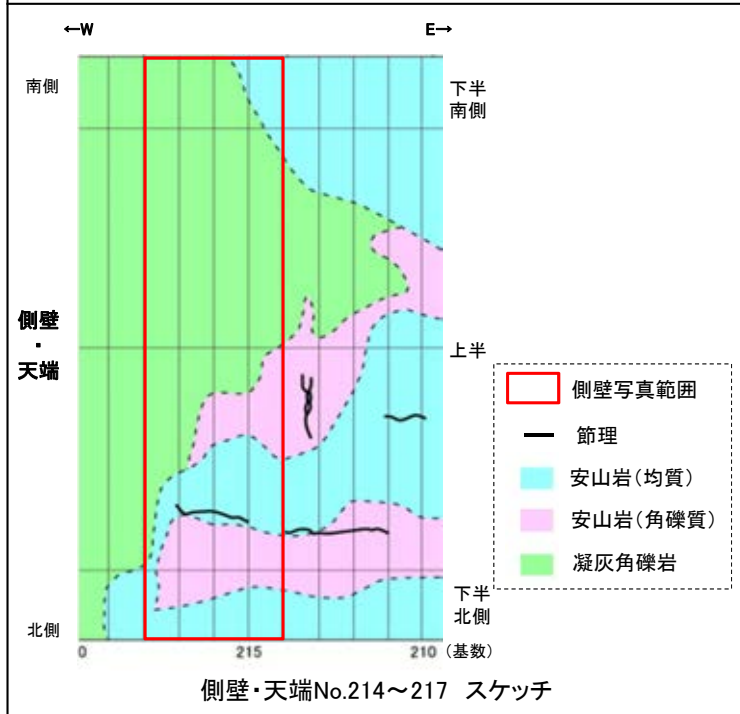 ←W
E→
南側
下半
南側
側壁
・
天端
上半
側壁写真範囲
節理
安山岩(均質)
安山岩(角礫質)
凝灰角礫岩
下半
北側
北側
0
215
210
(基数)
側壁・天端No.214~217 スケッチ